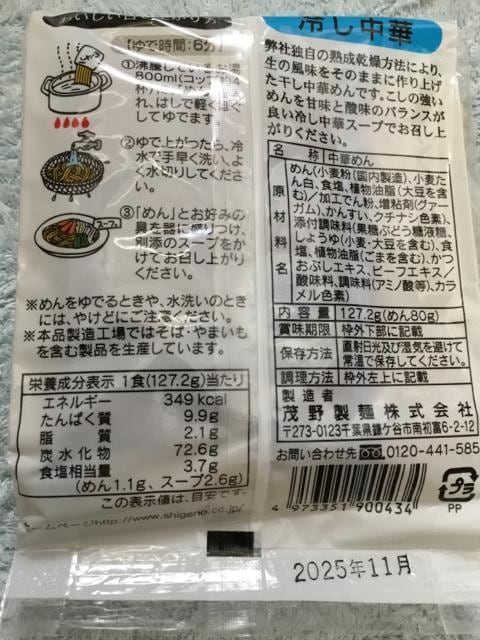 【ゆで時間:6分】
①沸騰し
800ml(コップ
れ、はしで軽く
してゆでます。
②ゆで上がったら、冷
水で手早く洗い、よ
く水切りしてくださ
い。
③「めん」とお好みの
具を器に盛りつけ、
別添のスープをかけ
てお召し上がり
ください。
スープ
※めんをゆでるときや、水洗いのとき
には、やけどにご注意ください。
※本品製造工場ではそば・やまいも
を含む製品を生産しています。
栄養成分表示 1食(127.2g)当たり
エネルギー 349 kcal
たんぱく質 9.9g
脂質 2.1g
炭水化物 72.6g
食塩相当量 3.7g
(めん1.1g、スープ2.6g)
この表示値は、目安です。
ホームページhttp://www.shigeno.co.jp/
冷し中華
弊社独自の熟成乾燥方法により、
生の風味をそのままに作り上げ
た干し中華めんです。こしの強い
めんを甘味と酸味のバランスが
良い冷し中華スープでお召し上
がりください。
名称 中華めん
原材料名
めん(小麦粉(国内製造)、小麦た
ん白、食塩、植物油脂(大豆を含
む)/加工でん粉、増粘剤(グァー
ガム)、かんすい、クチナシ色素)、
添付調味料(果糖ぶどう糖液糖、
しょうゆ(小麦・大豆を含む)、食
塩、植物油脂(ごまを含む)、かつ
おぶしエキス、ビーフエキス/
酸味料、調味料(アミノ酸等)、カラ
メル色素)
内容量 127.2g(めん80g)
賞味期限 枠外下部に記載
保存方法 直射日光及び湿気を避けて
常温で保存してください。
調理方法 枠外左上に記載
製造者
茂野製麺株式会社
〒273-0123千葉県鎌ケ谷市南初富6-2-12
お問い合わせ先 0120-441-585
4 973351 900434
プラ
PP
2025年11月